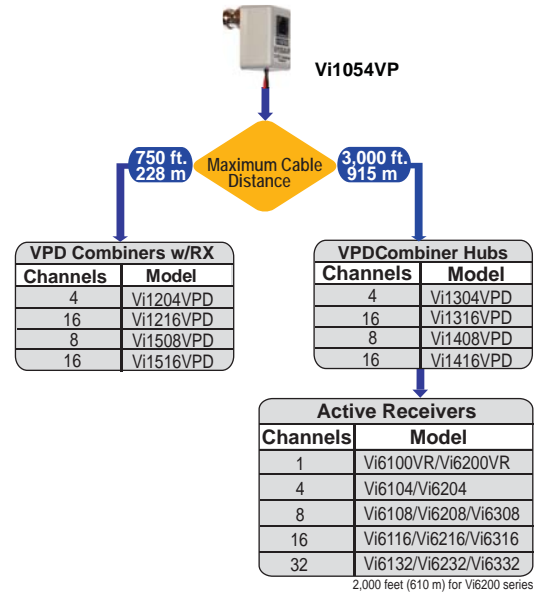 Vi1054VP
750 ft.
228 m
Maximum Cable
Distance
3,000 ft.
915 m
VPD Combiners w/RX
Channels Model
4 Vi1204VPD
16 Vi1216VPD
8 Vi1508VPD
16 Vi1516VPD
VPDCombiner Hubs
Channels Model
4 Vi1304VPD
16 Vi1316VPD
8 Vi1408VPD
16 Vi1416VPD
Active Receivers
Channels Model
1 Vi6100VR/Vi6200VR
4 Vi6104/Vi6204
8 Vi6108/Vi6208/Vi6308
16 Vi6116/Vi6216/Vi6316
32 Vi6132/Vi6232/Vi6332
2,000 feet (610 m) for Vi6200 series